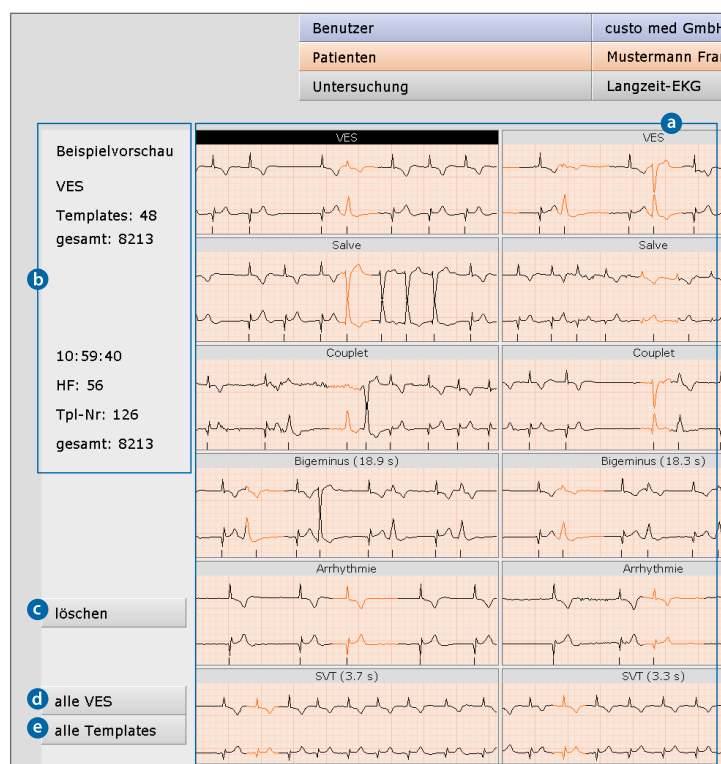 Benutzer custo med GmbH
Patienten Mustermann Fra
Untersuchung Langzeit-EKG
a
VES VES
Beispielvorschau
VES
Templates: 48
gesamt: 8213
Salve Salve
b
10:59:40
HF: 56
Tpl-Nr: 126
gesamt: 8213
Couplet Couplet
Bigeminus (18.9 s) Bigeminus (18.3 s)
Arrhythmie Arrhythmie
c löschen
SVT (3.7 s) SVT (3.3 s)
d alle VES
e alle Templates